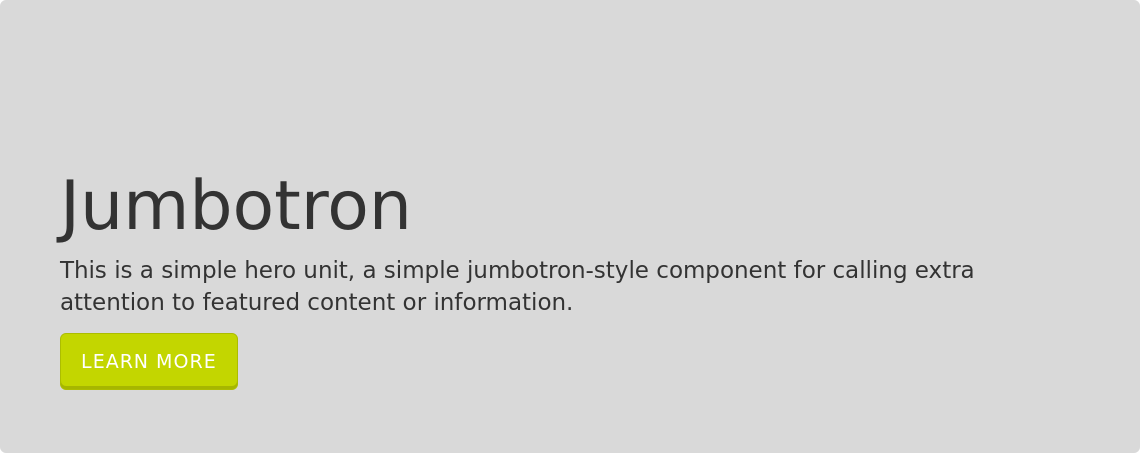 Jumbotron
This is a simple hero unit, a simple jumbotron-style component for calling extra
attention to featured content or information.
LEARN MORE